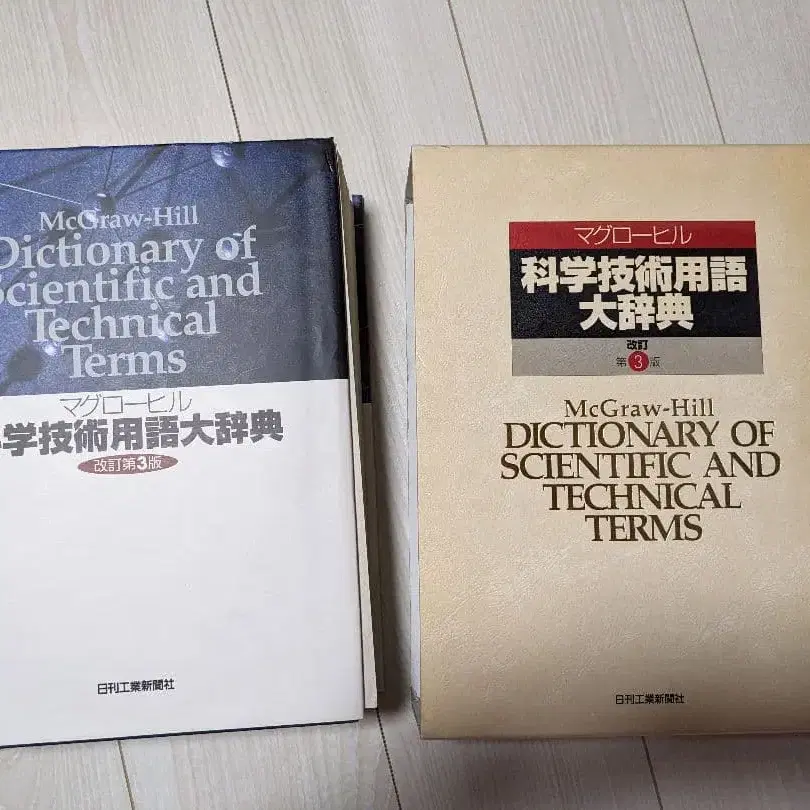 McGraw-Hill
Dictionary of
Scientific and
Technical
Terms
マグローヒル
学技術用語大辞典
改訂第3版
日刊工業新聞社
マグローヒル
科学技術用語
大辞典
改訂
第3版
McGraw-Hill
DICTIONARY OF
SCIENTIFIC AND
TECHNICAL
TERMS
日刊工業新聞社